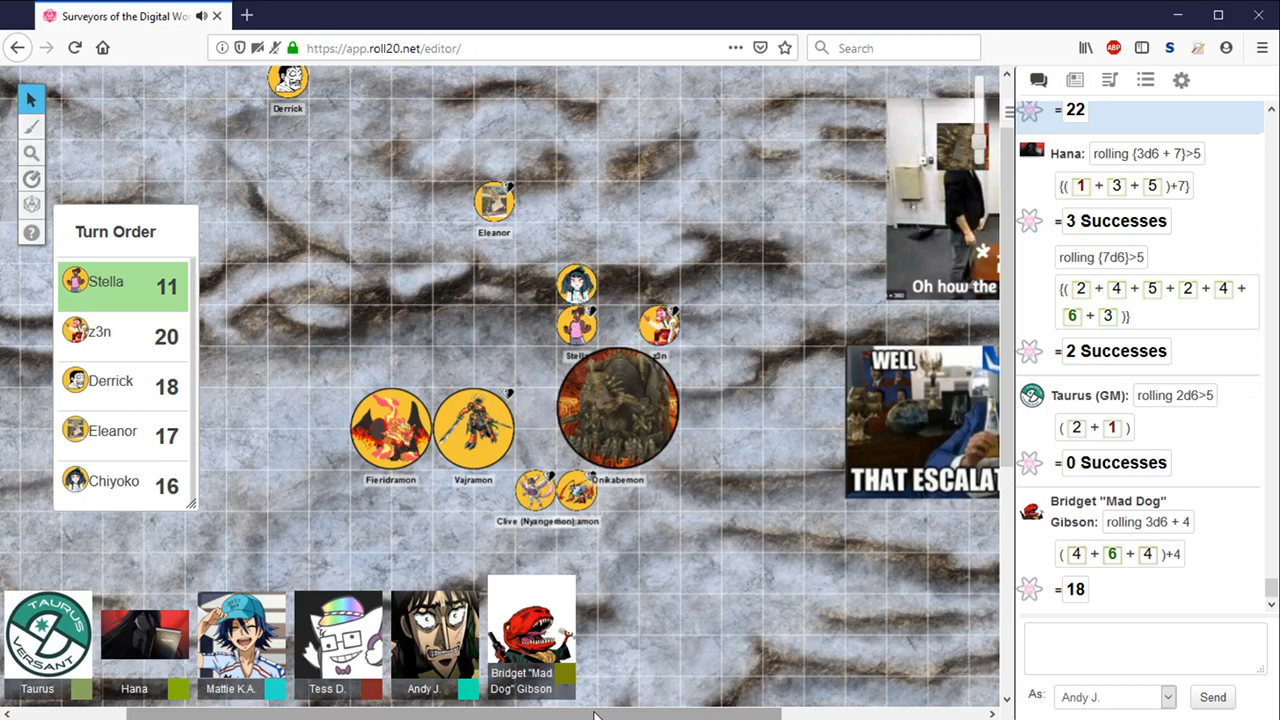 Surveyors of the Digital Wo
https://app.roll20.net/editor/
Search
ABP
S
Derrick
Eleanor
Turn Order
Stella 11
z3n 20
Derrick 18
Eleanor 17
Chiyoko 16
Fieridramon
Vajramon
Onikabemon
Clive (Nyangemon)
TAURUS
VERSANT
Taurus
Hana
Mattie K.A.
Tess D.
Andy J.
Bridget "Mad
Dog" Gibson
Oh how the
WELL
THAT ESCALAT
= 22
Hana: rolling {3d6 + 7}>5
{( 1 + 3 + 5 )+7}
= 3 Successes
rolling {7d6}>5
{( 2 + 4 + 5 + 2 + 4 +
6 + 3 )}
= 2 Successes
Taurus (GM): rolling 2d6>5
( 2 + 1 )
= 0 Successes
Bridget "Mad Dog"
Gibson: rolling 3d6 + 4
( 4 + 6 + 4 )+4
= 18
As: Andy J. Send